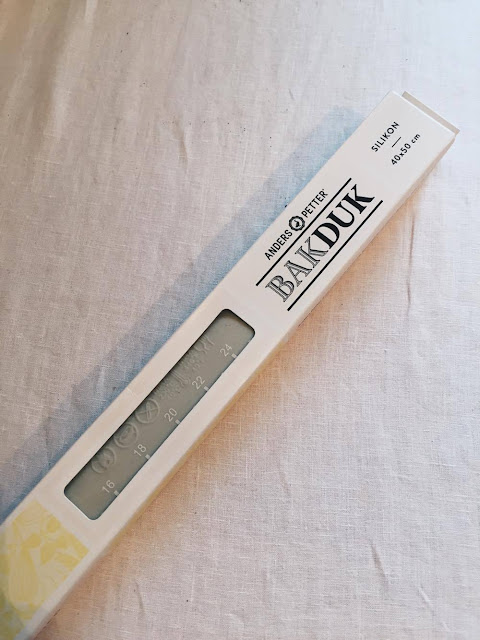 SILIKON
40x50 cm
ANDERS PETTER
BAKDUK
16 18 20 22 24